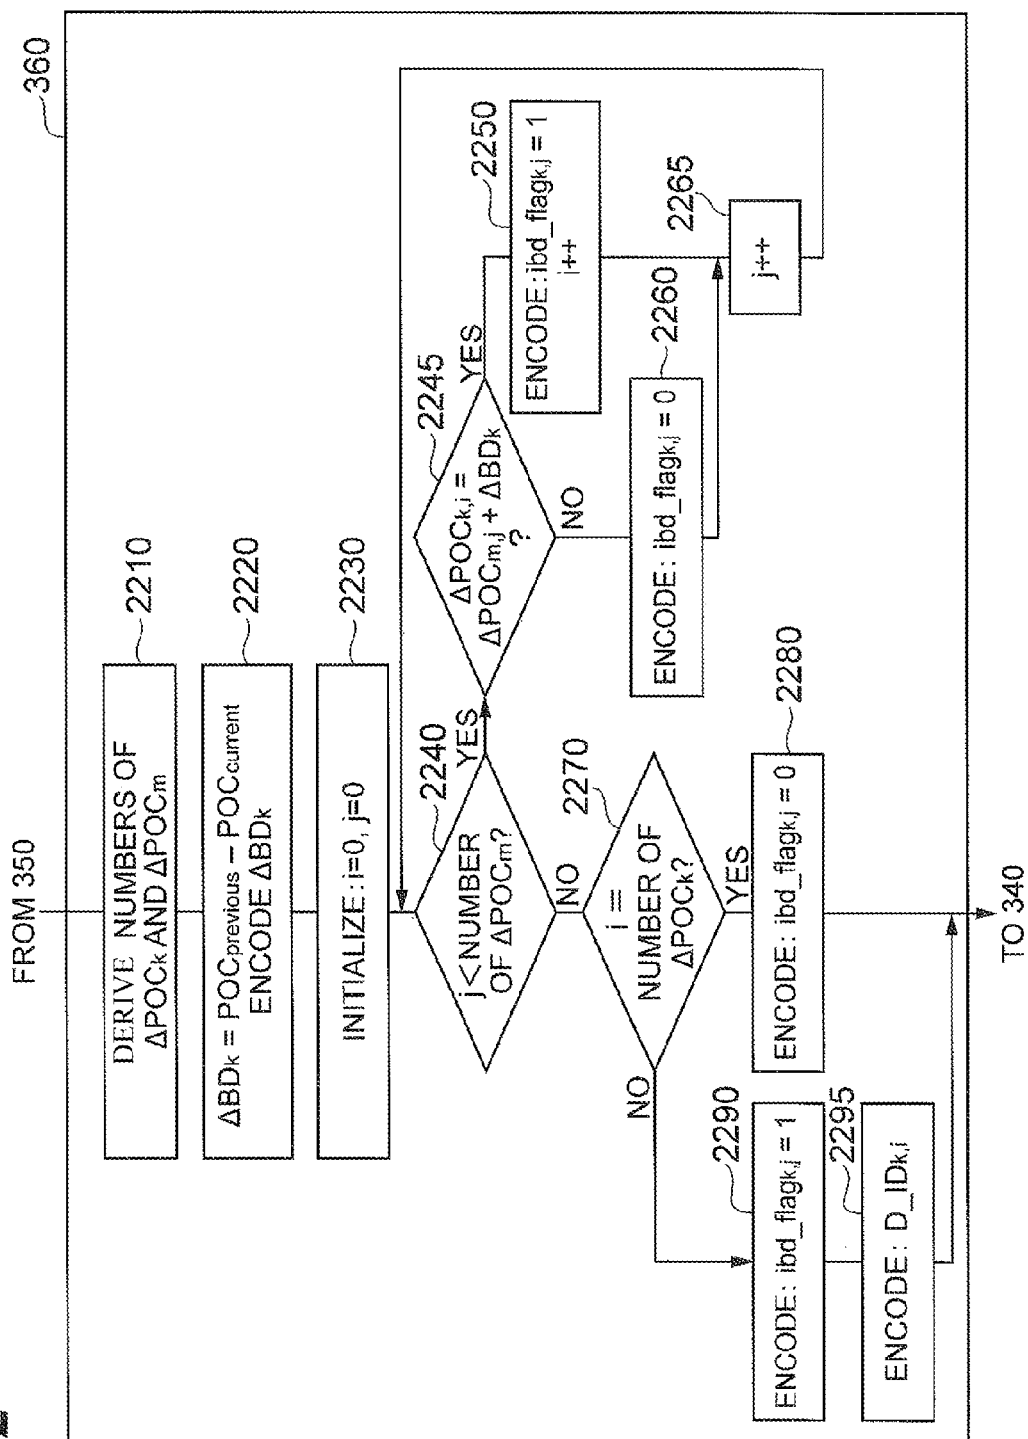 FROM 350
360
DERIVE NUMBERS OF
ΔPOCk AND ΔPOCm
2210
ΔBDk = POCprevious – POCcurrent
ENCODE ΔBDk
2220
INITIALIZE : i=0, j=0
2230
j<NUMBER
OF ΔPOCm?
2240
YES
NO
ΔPOCk,i =
ΔPOCm,j + ΔBDk
?
2245
YES
NO
ENCODE:ibd_flagk,j = 1
i++
2250
ENCODE: ibd_flagk,j = 0
2260
j++
2265
i =
NUMBER OF
ΔPOCk?
2270
YES
NO
ENCODE: ibd_flagk,j = 0
2280
ENCODE: ibd_flagk,j = 1
2290
ENCODE: D_IDk,i
2295
TO 340